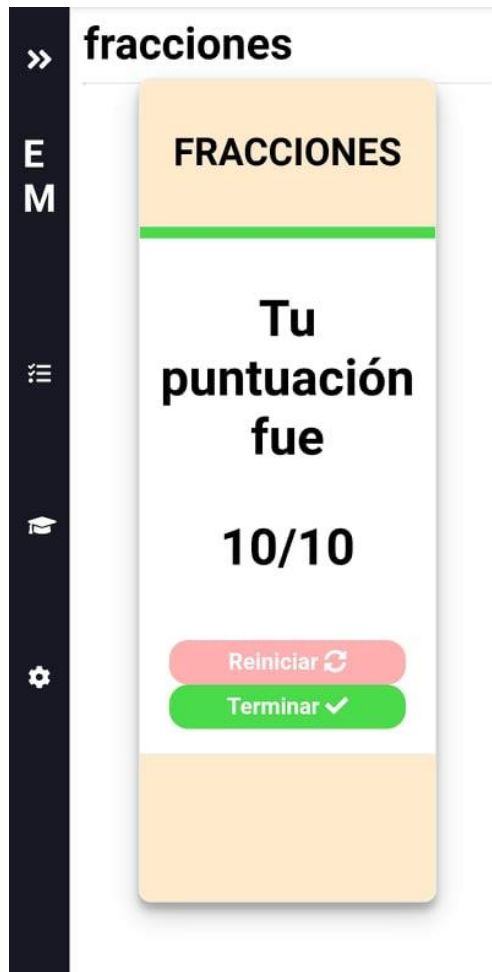 fracciones
E
M
FRACCIONES
Tu
puntuación
fue
10/10
Reiniciar
Terminar